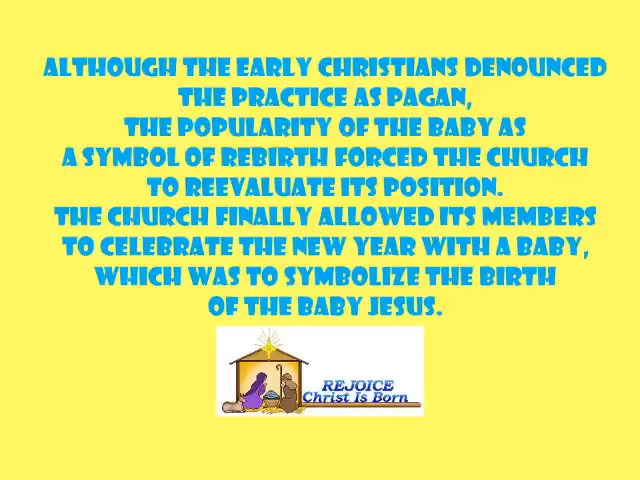 ALTHOUGH THE EARLY CHRISTIANS DENOUNCED
THE PRACTICE AS PAGAN,
THE POPULARITY OF THE BABY AS
A SYMBOL OF REBIRTH FORCED THE CHURCH
TO REEVALUATE ITS POSITION.
THE CHURCH FINALLY ALLOWED ITS MEMBERS
TO CELEBRATE THE NEW YEAR WITH A BABY,
WHICH WAS TO SYMBOLIZE THE BIRTH
OF THE BABY JESUS.
REJOICE
Christ Is Born